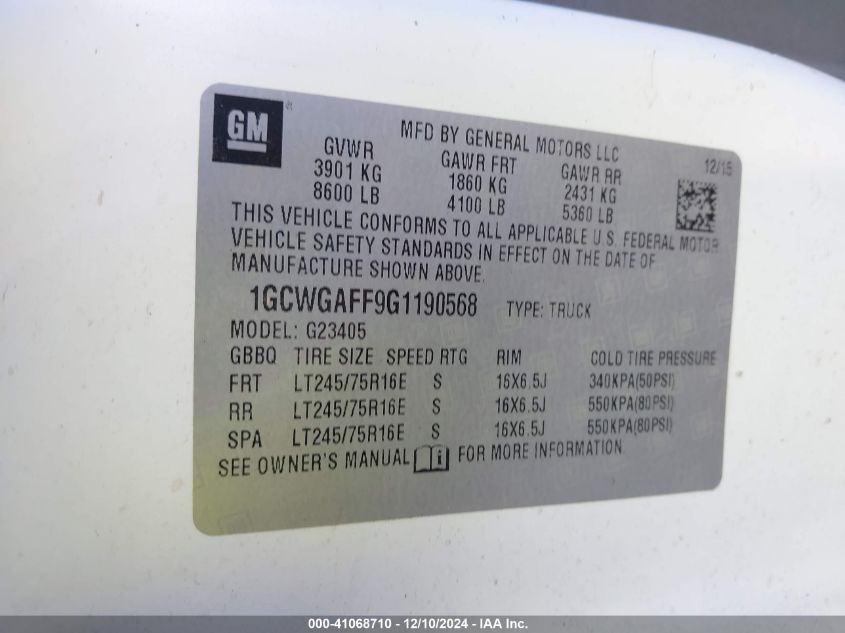 GM
MFD BY GENERAL MOTORS LLC
12/15
GVWR GAWR FRT GAWR RR
3901 KG 1860 KG 2431 KG
8600 LB 4100 LB 5360 LB
THIS VEHICLE CONFORMS TO ALL APPLICABLE U.S. FEDERAL MOTOR
VEHICLE SAFETY STANDARDS IN EFFECT ON THE DATE OF
MANUFACTURE SHOWN ABOVE.
1GCWGAFF9G1190568 TYPE: TRUCK
MODEL: G23405
GBBQ TIRE SIZE SPEED RTG RIM COLD TIRE PRESSURE
FRT LT245/75R16E S 16X6.5J 340KPA(50PSI)
RR LT245/75R16E S 16X6.5J 550KPA(80PSI)
SPA LT245/75R16E S 16X6.5J 550KPA(80PSI)
SEE OWNER'S MANUAL i FOR MORE INFORMATION
000-41068710 - 12/10/2024 - IAA Inc.